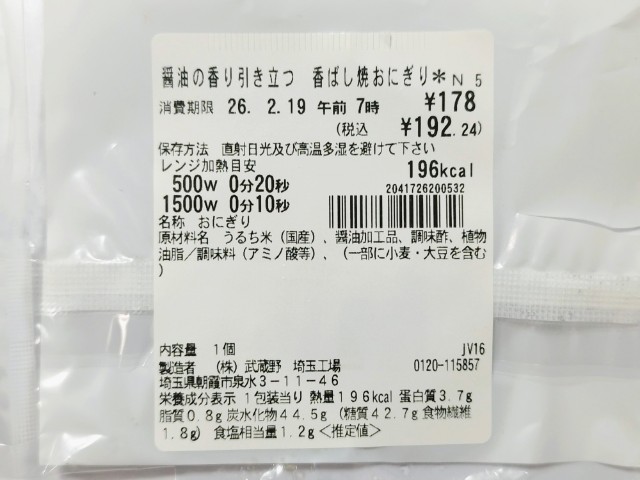 醤油の香り引き立つ 香ばし焼おにぎり＊N 5
消費期限 26. 2.19 午前 7時 ¥178
(税込 ¥192.24)
保存方法 直射日光及び高温多湿を避けて下さい
レンジ加熱目安 196kcal
500W 0分20秒 2041726200532
1500W 0分10秒
名称 おにぎり
原材料名 うるち米（国産）、醤油加工品、調味酢、植物
油脂／調味料（アミノ酸等）、（一部に小麦・大豆を含む
）
内容量 1個 JV16
製造者 （株）武蔵野 埼玉工場 0120-115857
埼玉県朝霞市泉水3－11－46
栄養成分表示 1包装当り 熱量196kcal 蛋白質3.7g
脂質0.8g 炭水化物44.5g（糖質42.7g 食物繊維
1.8g） 食塩相当量1.2g＜推定値＞